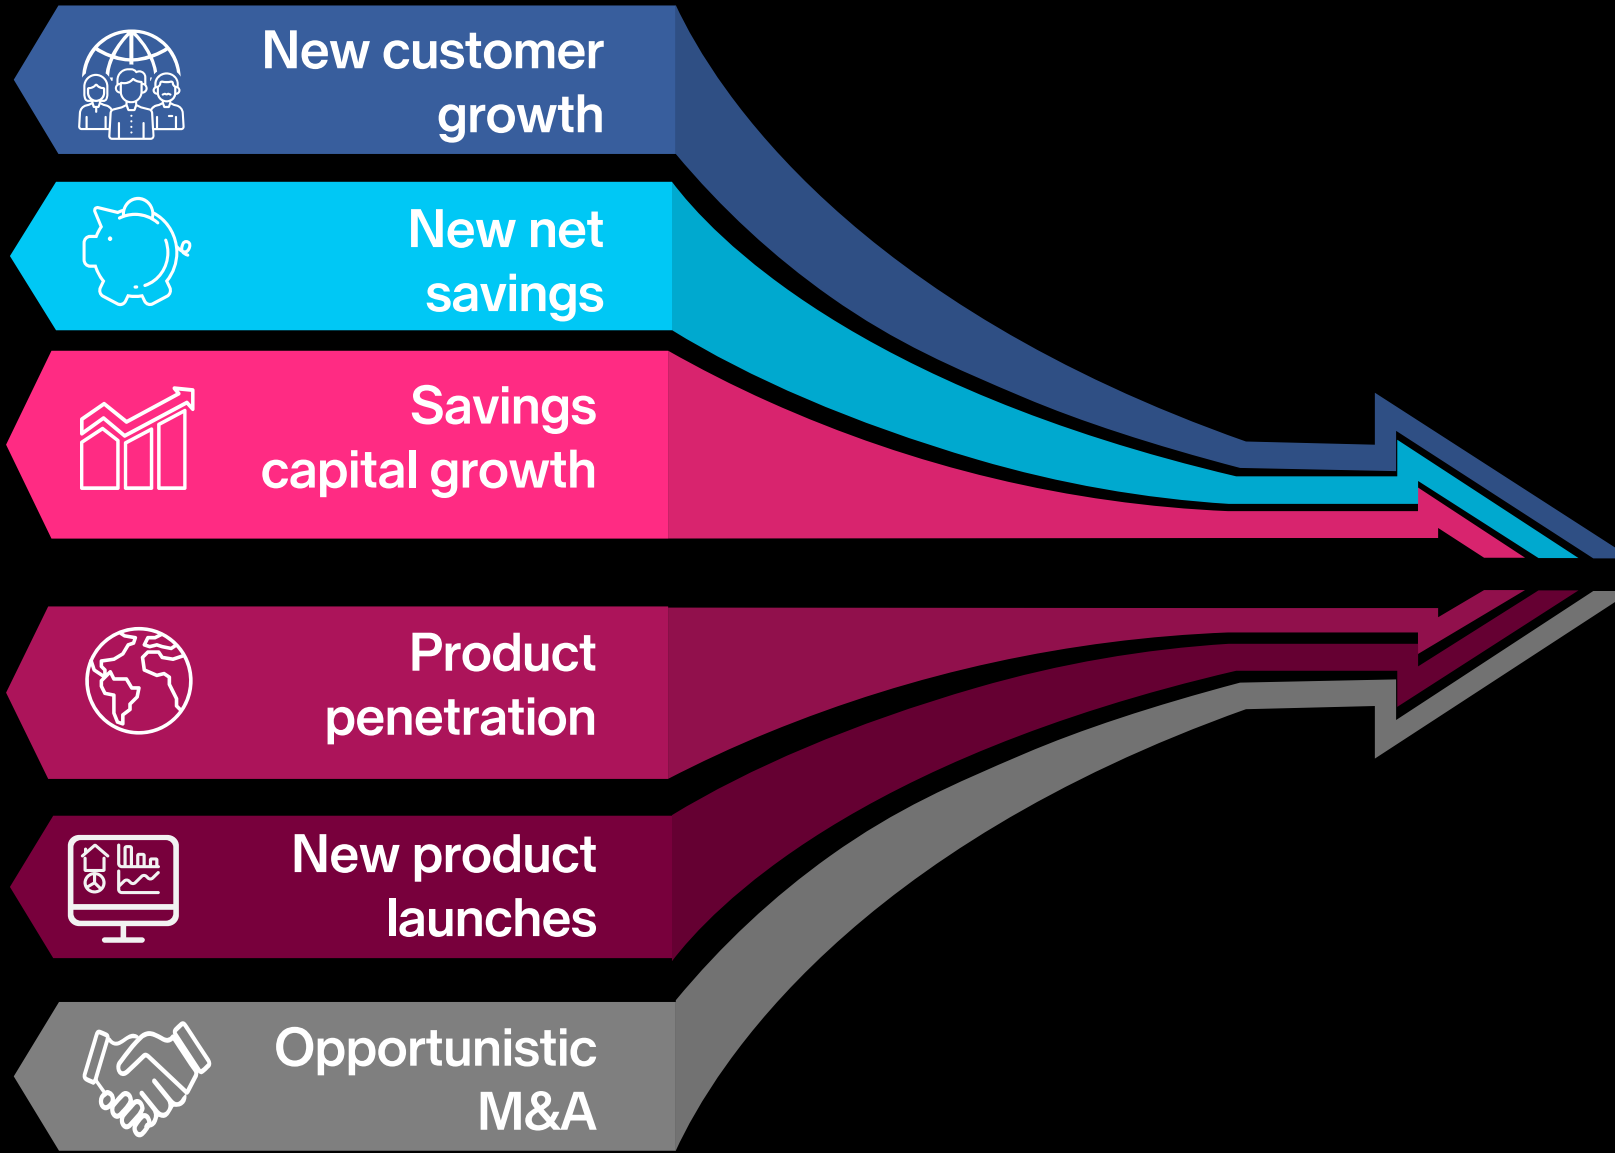 New customer
growth
New net
savings
Savings
capital growth
Product
penetration
New product
launches
Opportunistic
M&A